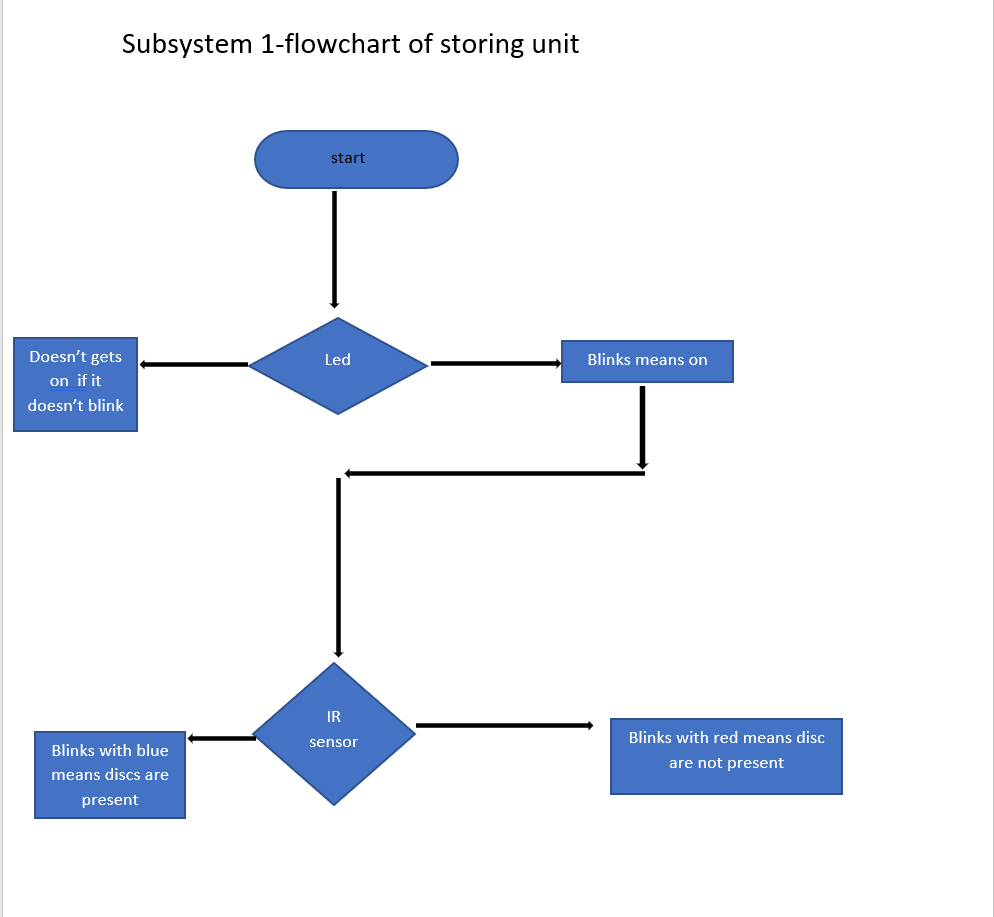 Subsystem 1-flowchart of storing unit
start
Led
Doesn’t gets
on  if it
doesn’t blink
Blinks means on
IR
sensor
Blinks with blue
means discs are
present
Blinks with red means disc
are not present